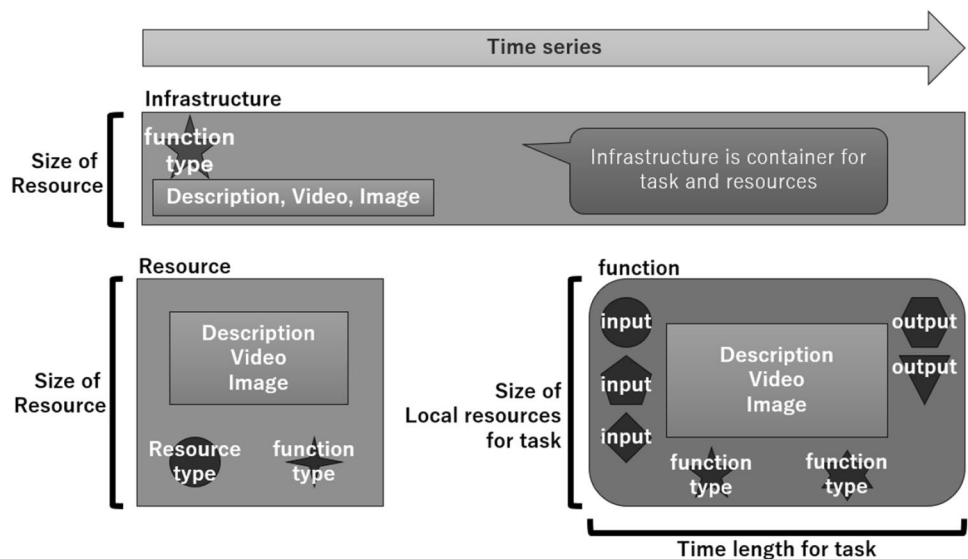 Time series
Infrastructure
Size of
Resource
function
type
Description, Video, Image
Infrastructure is container for
task and resources
Resource
Size of
Resource
Description
Video
Image
Resource
type
function
type
function
Size of
Local resources
for task
input
input
input
Description
Video
Image
output
output
function
type
function
type
Time length for task